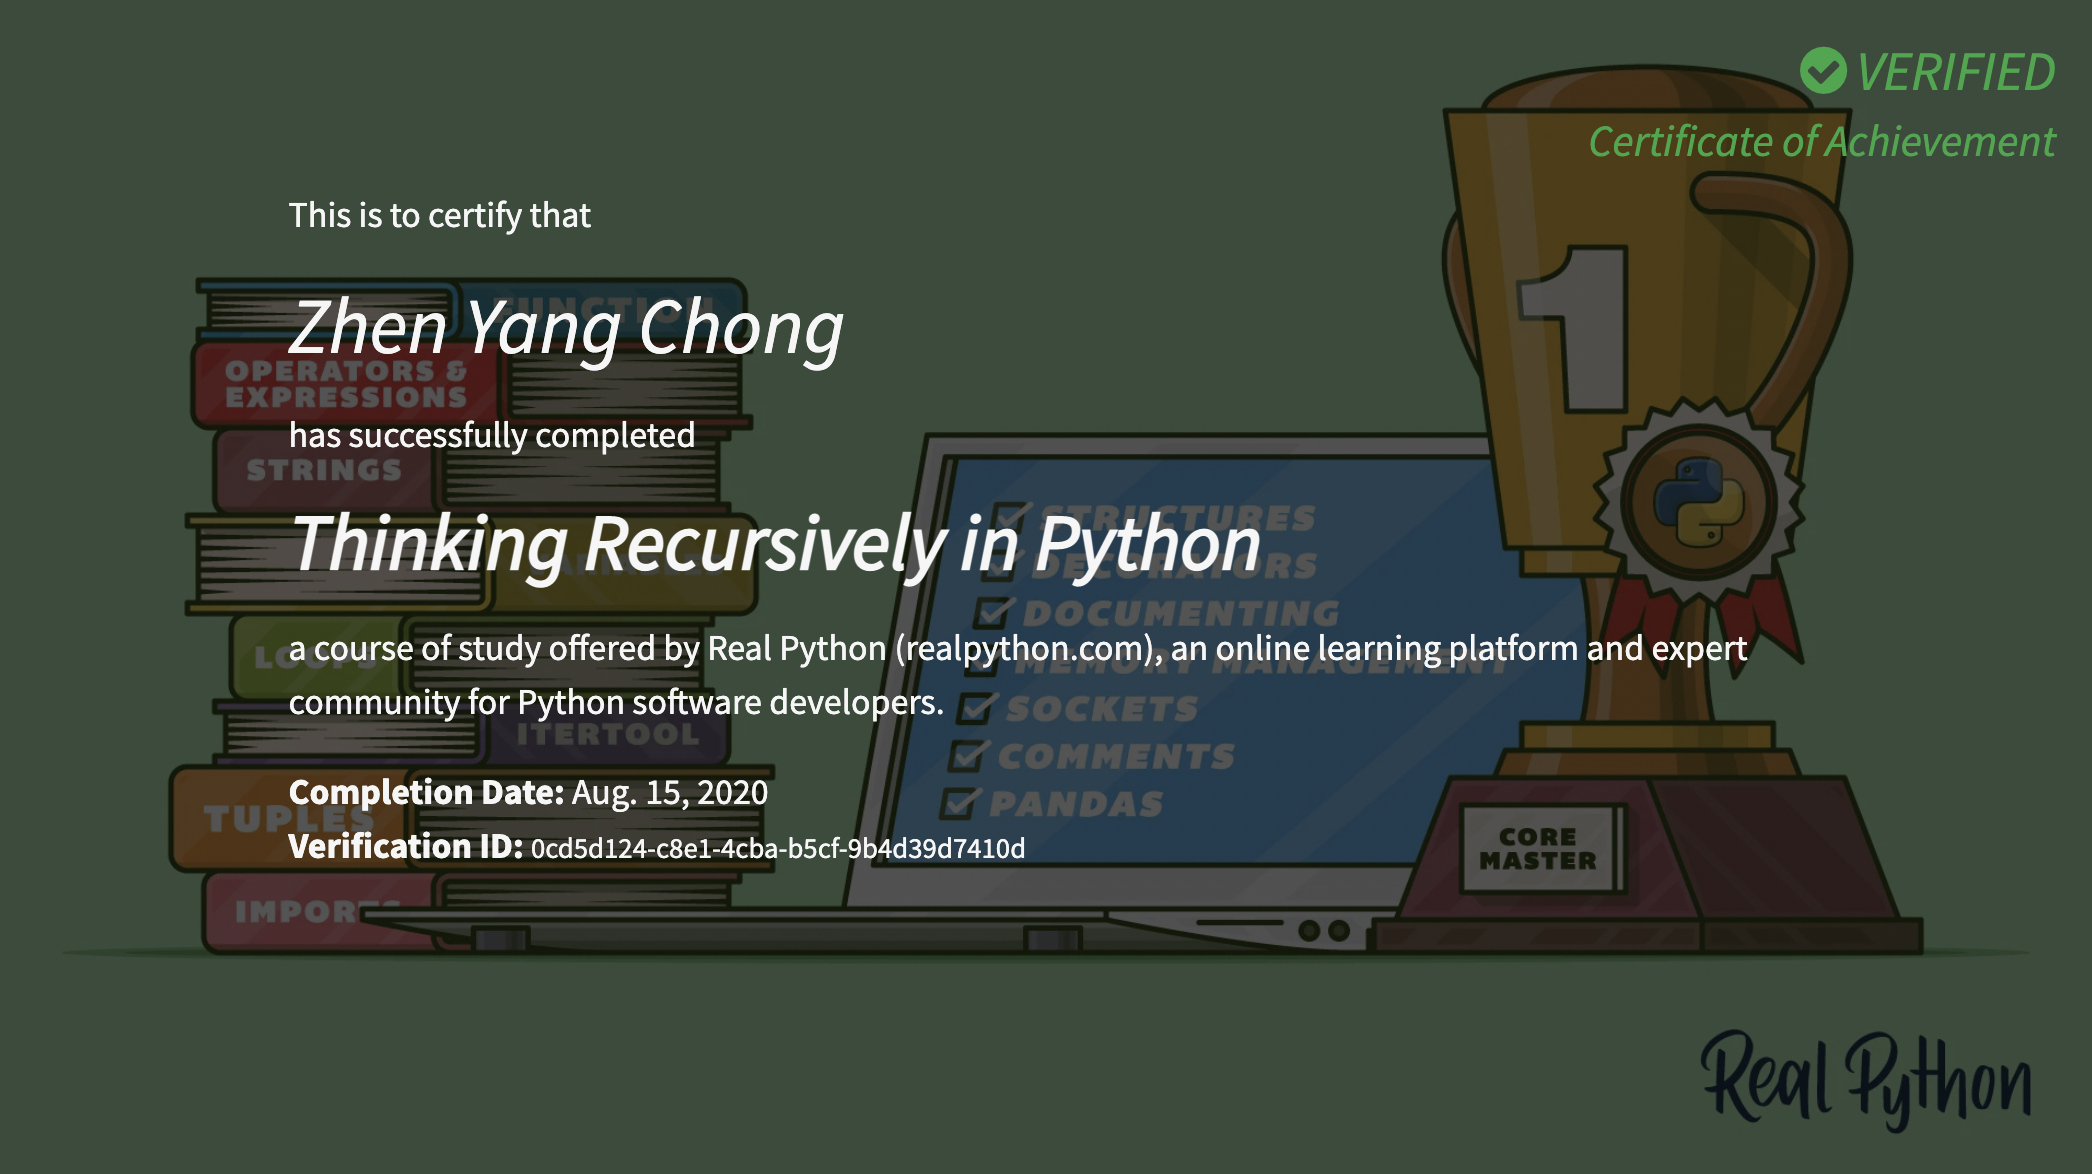 VERIFIED
Certificate of Achievement
This is to certify that
Zhen Yang Chong
has successfully completed
Thinking Recursively in Python
a course of study offered by Real Python (realpython.com), an online learning platform and expert
community for Python software developers.
Completion Date: Aug. 15, 2020
Verification ID: 0cd5d124-c8e1-4cba-b5cf-9b4d39d7410d
FUNCTION
OPERATORS &
EXPRESSIONS
STRINGS
LOOPS
ITERTOOL
TUPLES
STRUCTURES
DECORATORS
DOCUMENTING
MEMORY MANAGEMENT
SOCKETS
COMMENTS
PANDAS
1
CORE
MASTER
Real Python